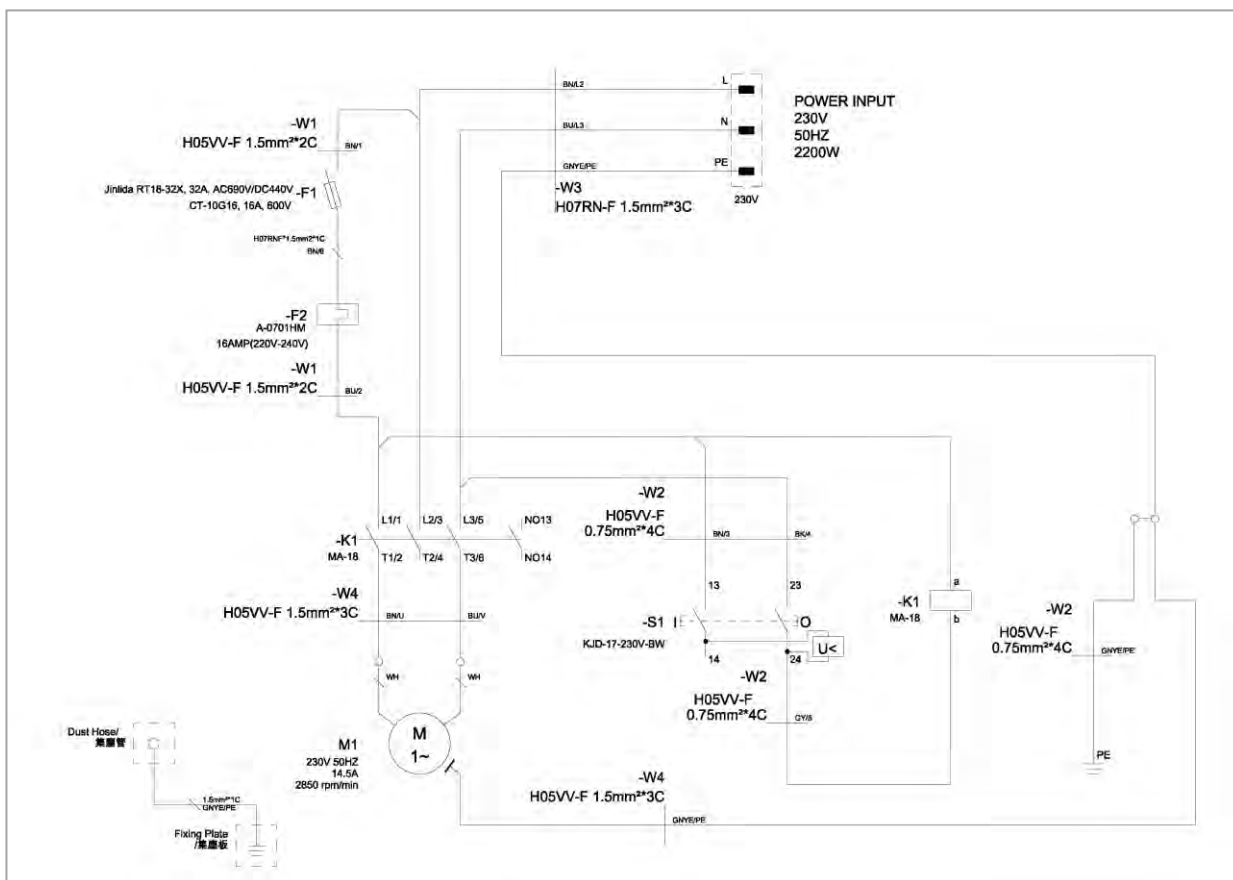 BN/L2
L
POWER INPUT
230V
50HZ
2200W
-W1
H05VV-F 1.5mm²*2C
BN/1
BU/L3
N
GNYE/PE
PE
230V
-W3
H07RN-F 1.5mm²*3C
Jinlida RT18-32X, 32A, AC690V/DC440V
-F1
CT-10G16, 16A, 600V
H07RNF*1.5mm2*1C
BN/6
-F2
A-0701HM
16AMP(220V-240V)
-W1
H05VV-F 1.5mm²*2C
BU/2
-W2
H05VV-F
0.75mm²*4C
BN/3
BK/4
L1/1
L2/3
L3/5
NO13
-K1
MA-18
T1/2
T2/4
T3/6
NO14
-W4
H05VV-F 1.5mm²*3C
BN/U
BU/V
13
23
-S1
I
O
KJD-17-230V-BW
U<
14
24
a
-K1
MA-18
b
-W2
H05VV-F
0.75mm²*4C
GNYE/PE
-W2
H05VV-F
0.75mm²*4C
GY/5
WH
WH
M
1~
M1
230V 50HZ
14.5A
2850 rpm/min
PE
Dust Hose/
集塵管
-W4
H05VV-F 1.5mm²*3C
GNYE/PE
1.5mm²*1C
GNYE/PE
Fixing Plate
/集塵板